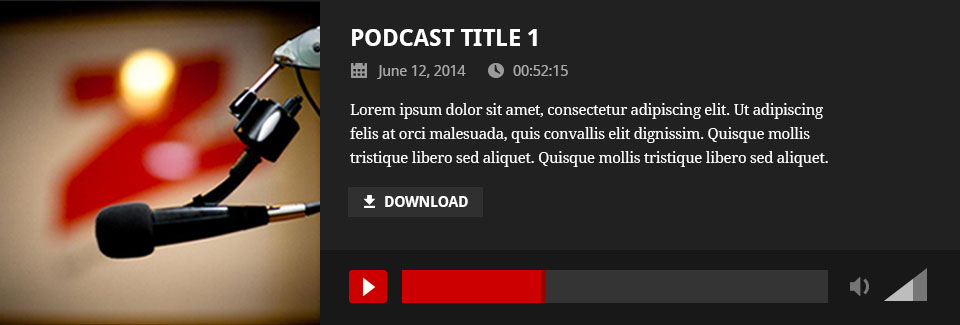 PODCAST TITLE 1
June 12, 2014 00:52:15
Lorem ipsum dolor sit amet, consectetur adipiscing elit. Ut adipiscing
felis at orci malesuada, quis convallis elit dignissim. Quisque mollis
tristique libero sed aliquet. Quisque mollis tristique libero sed aliquet.
DOWNLOAD